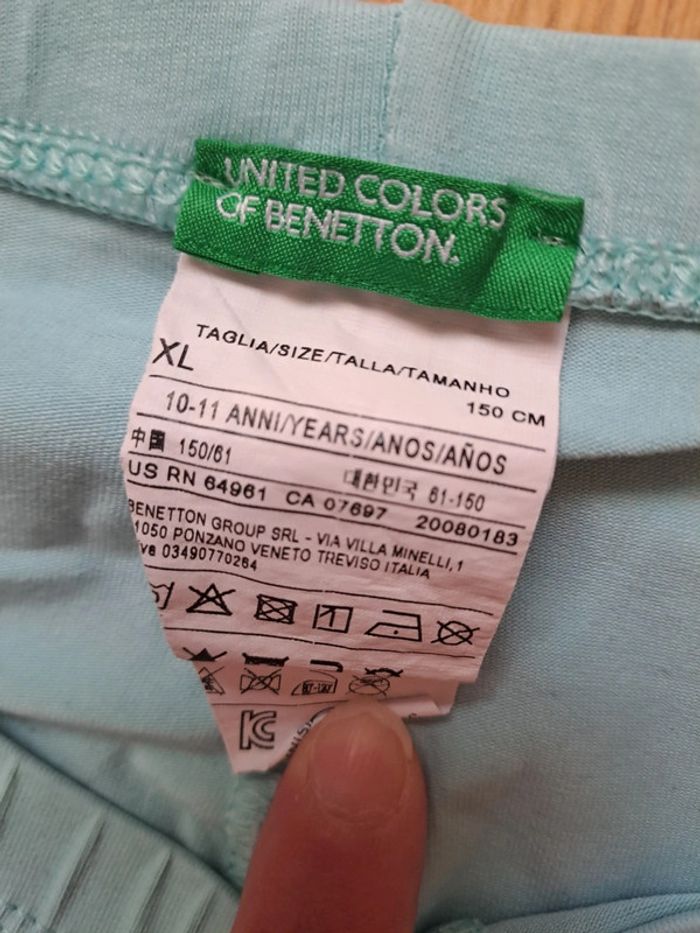 UNITED COLORS
OF BENETTON.
TAGLIA/SIZE/TALLA/TAMANHO
XL 150 CM
10-11 ANNI/YEARS/ANOS/AÑOS
中国 150/61 대한민국 61-150
US RN 64961 CA 07697 20080183
BENETTON GROUP SRL - VIA VILLA MINELLI,1
31050 PONZANO VENETO TREVISO ITALIA
03490770264